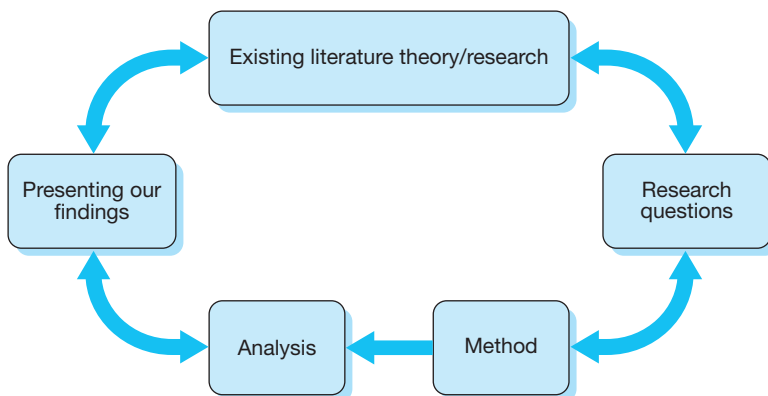 Existing literature theory/research
Presenting our
findings
Research
questions
Analysis
Method